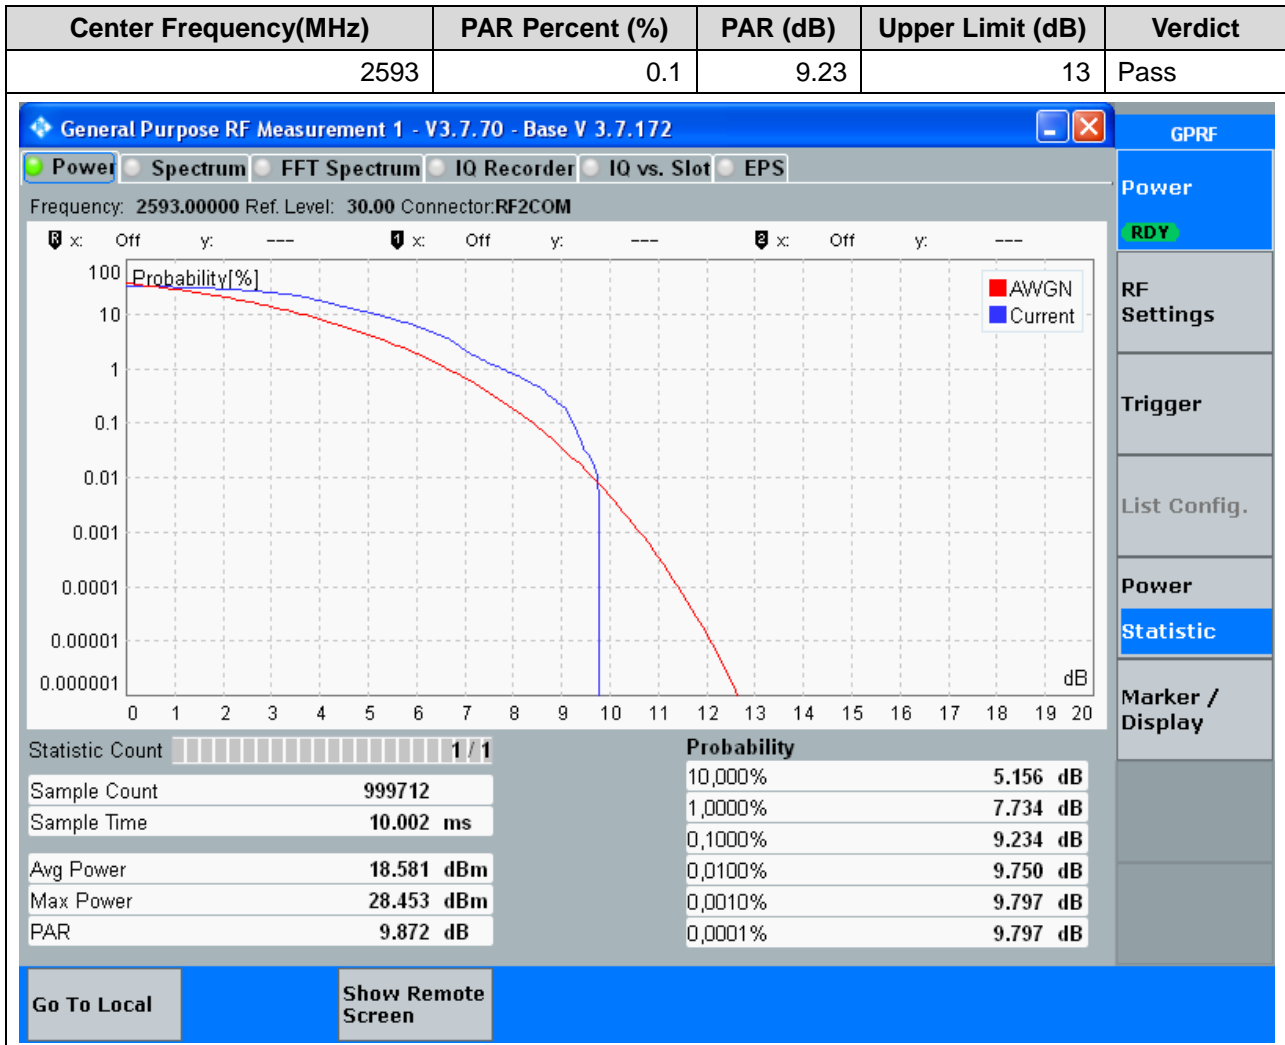 Center Frequency(MHz) PAR Percent (%) PAR (dB) Upper Limit (dB) Verdict
2593 0.1 9.23 13 Pass
General Purpose RF Measurement 1 - V3.7.70 - Base V 3.7.172
GPRF
Power Spectrum FFT Spectrum IQ Recorder IQ vs. Slot EPS
Power
RDY
Frequency: 2593.00000 Ref. Level: 30.00 Connector:RF2COM
R x: Off y: --- 1 x: Off y: --- 2 x: Off y: ---
Probability[%]
AWGN
Current
100
10
1
0.1
0.01
0.001
0.0001
0.00001
0.000001
dB
0 1 2 3 4 5 6 7 8 9 10 11 12 13 14 15 16 17 18 19 20
RF
Settings
Trigger
List Config.
Power
Statistic
Marker /
Display
Statistic Count 1 / 1
Sample Count 999712
Sample Time 10.002 ms
Avg Power 18.581 dBm
Max Power 28.453 dBm
PAR 9.872 dB
Probability
10,000% 5.156 dB
1,0000% 7.734 dB
0,1000% 9.234 dB
0,0100% 9.750 dB
0,0010% 9.797 dB
0,0001% 9.797 dB
Go To Local
Show Remote
Screen